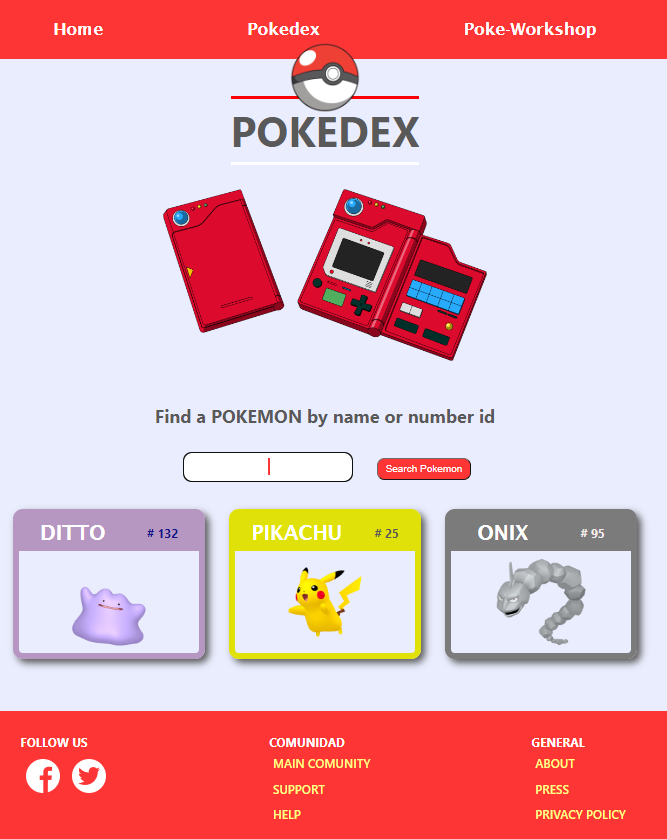 Home Pokedex Poke-Workshop
POKEDEX
Find a POKEMON by name or number id
Search Pokemon
DITTO # 132
PIKACHU # 25
ONIX # 95
FOLLOW US
COMUNIDAD
MAIN COMUNITY
SUPPORT
HELP
GENERAL
ABOUT
PRESS
PRIVACY POLICY